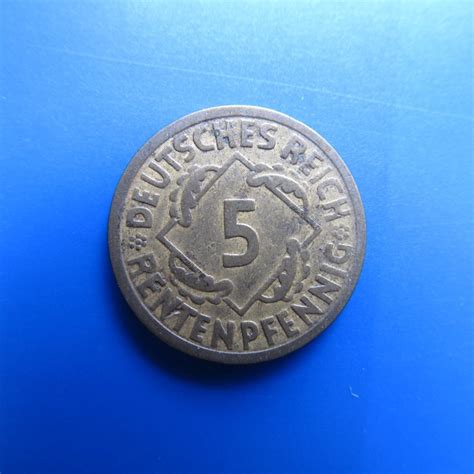 DEUTSCHES REICH
5
RENTENPFENNIG